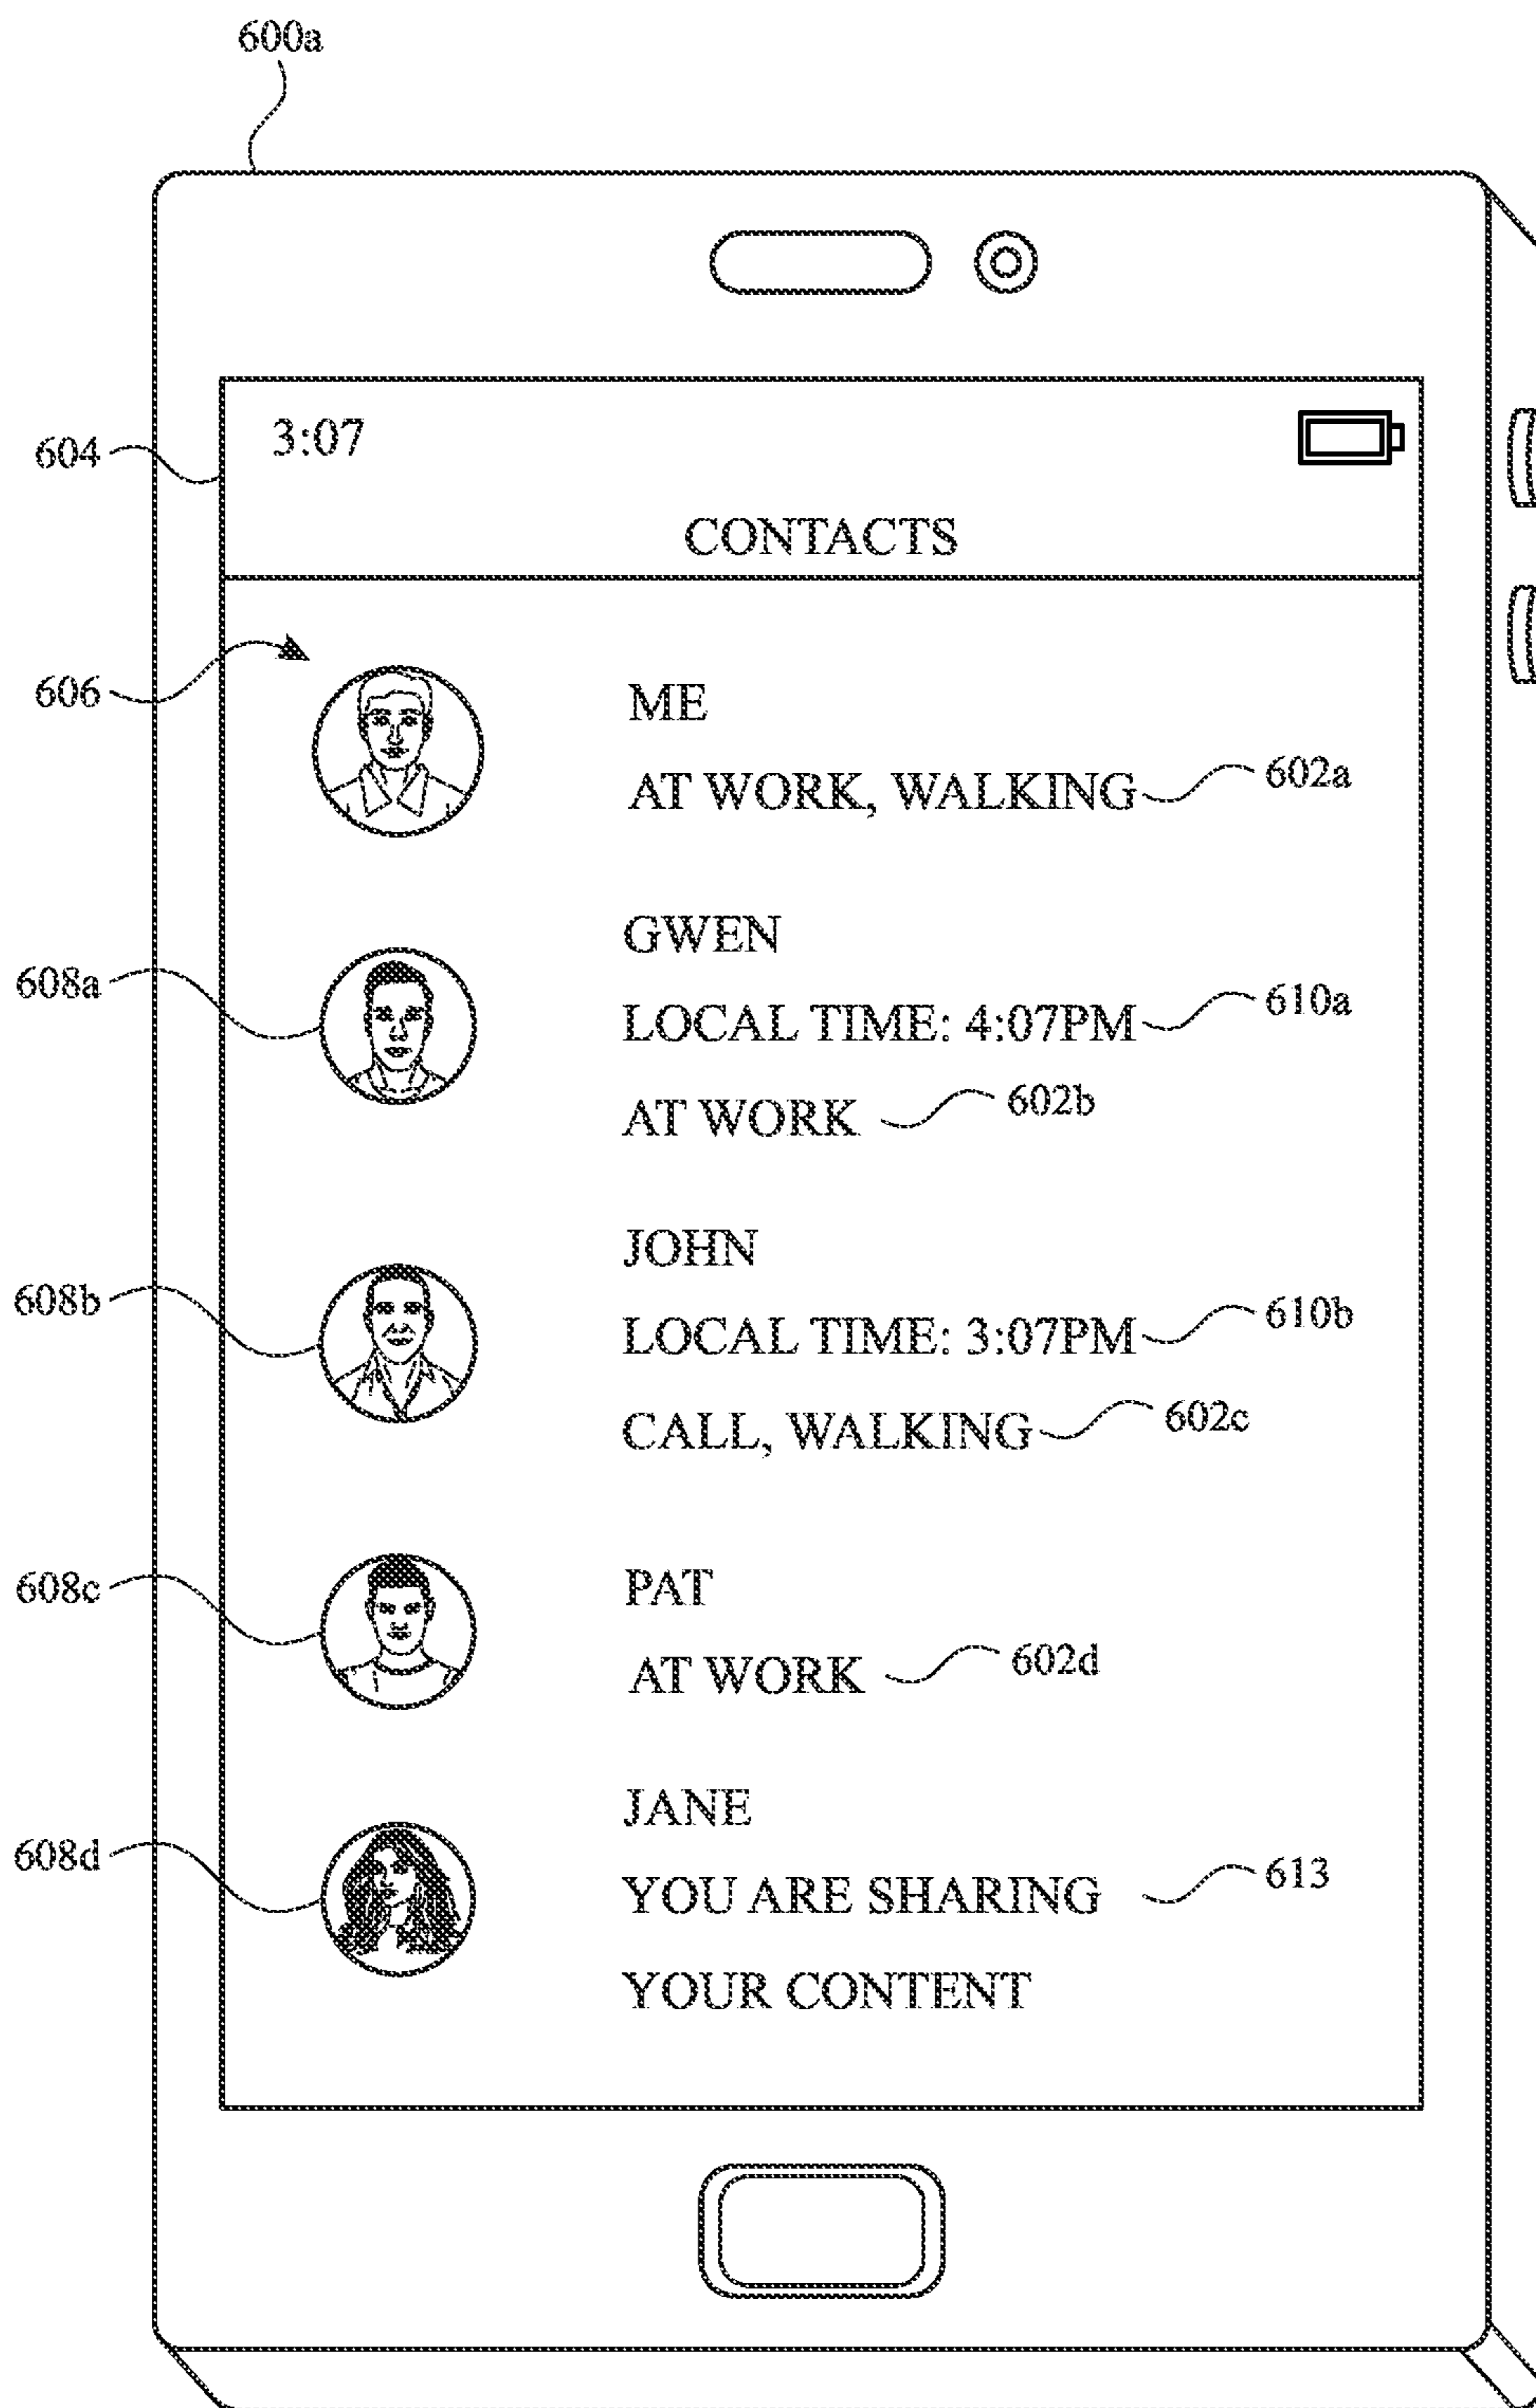 600a
604
3:07
CONTACTS
606
ME
AT WORK, WALKING 602a
GWEN
608a
LOCAL TIME: 4:07PM 610a
AT WORK 602b
JOHN
608b
LOCAL TIME: 3:07PM 610b
CALL, WALKING 602c
608c
PAT
AT WORK 602d
JANE
608d
YOU ARE SHARING 613
YOUR CONTENT